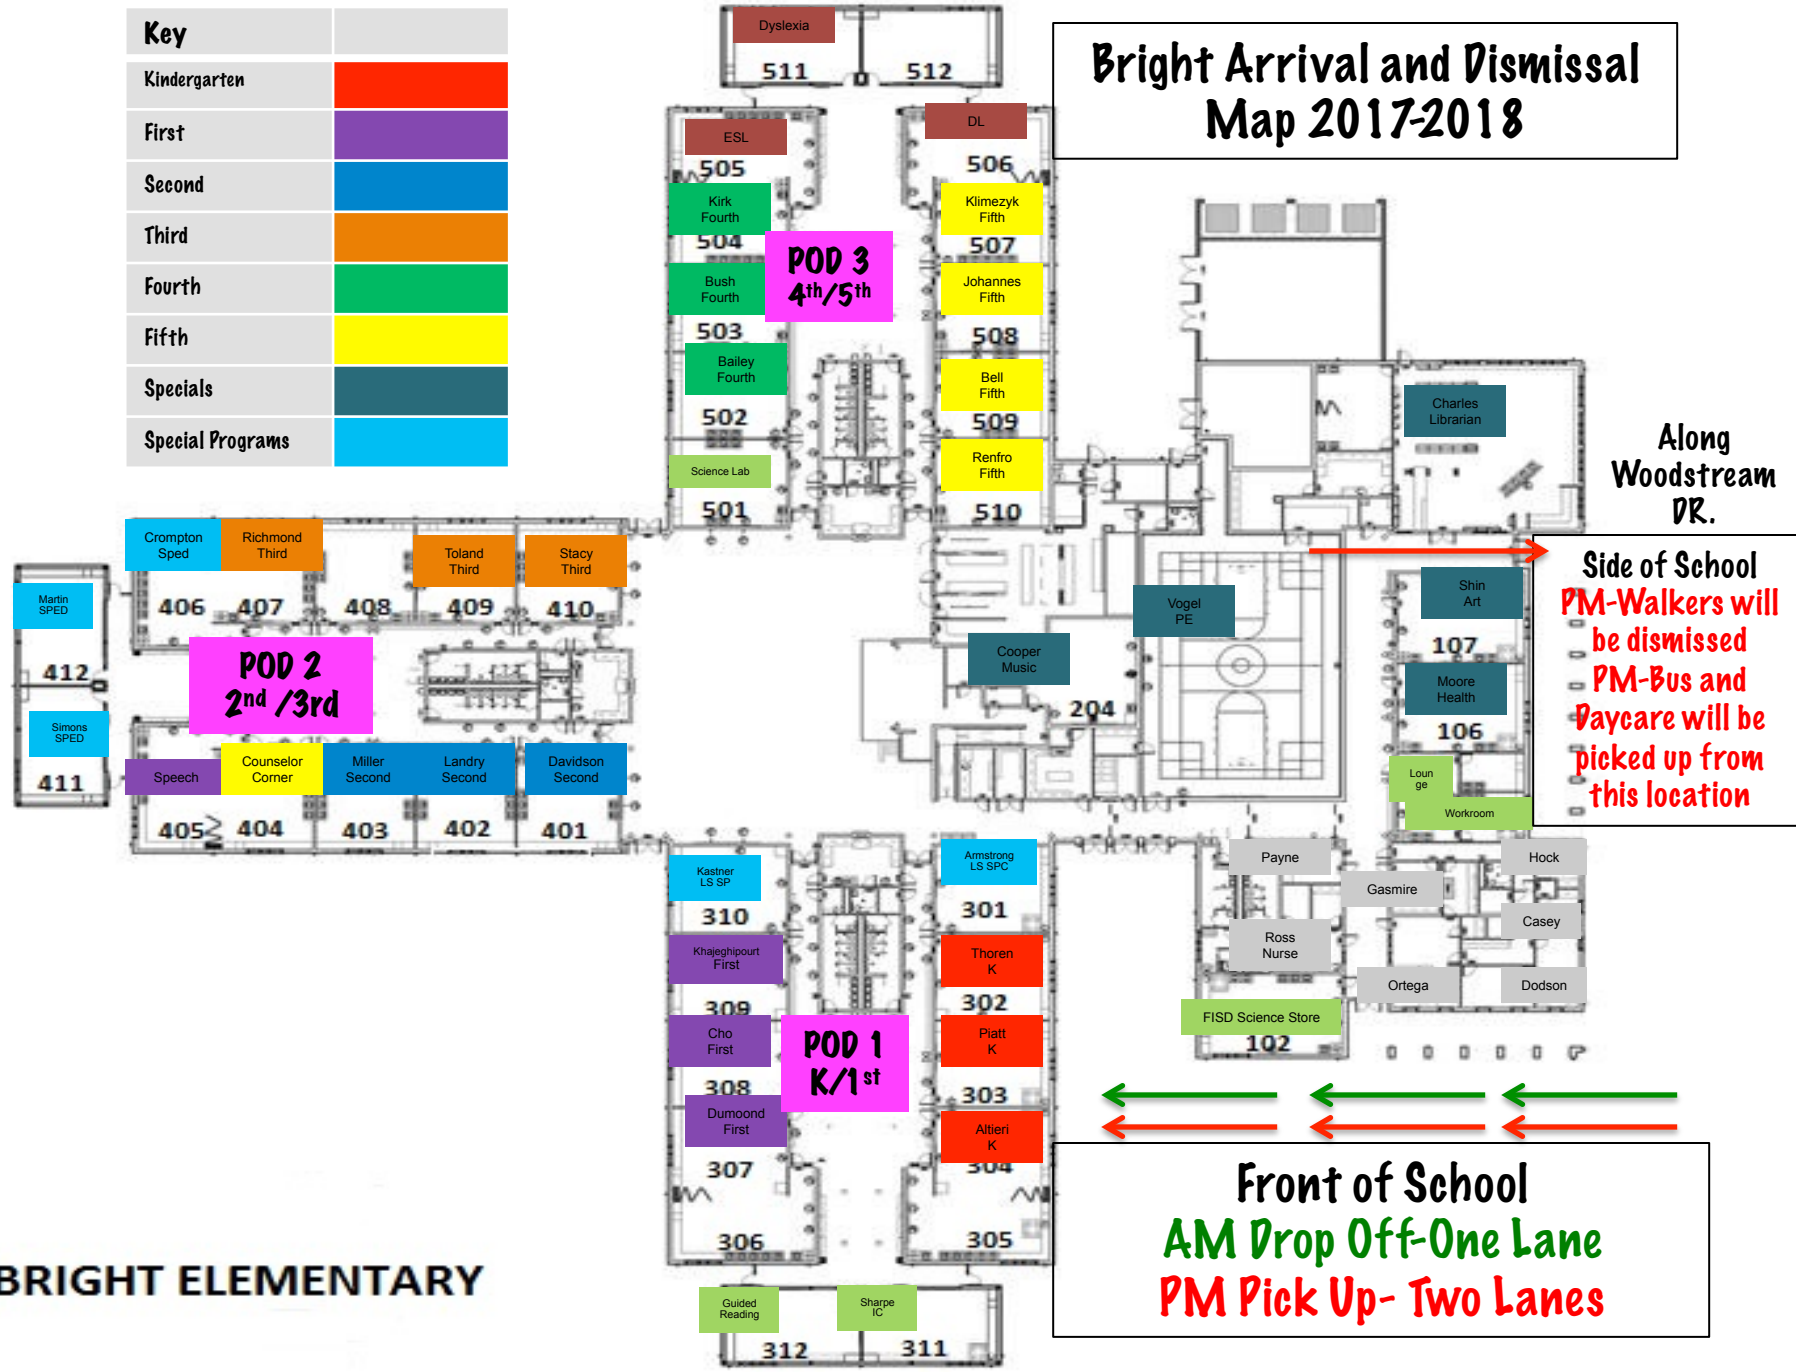 Key
Kindergarten
First
Second
Third
Fourth
Fifth
Specials
Special Programs
Bright Arrival and Dismissal
Map 2017-2018
Dyslexia
511
512
ESL
505
DL
506
Kirk
Fourth
504
Klimezyk
Fifth
507
POD 3
4th/5th
Bush
Fourth
503
Johannes
Fifth
508
Bailey
Fourth
502
Bell
Fifth
509
Science Lab
501
Renfro
Fifth
510
Charles
Librarian
Along
Woodstream
DR.
Side of School
PM-Walkers will
be dismissed
PM-Bus and
Daycare will be
picked up from
this location
Crompton
Sped
406
Richmond
Third
407
408
Toland
Third
409
Stacy
Third
410
Martin
SPED
412
POD 2
2nd /3rd
Simons
SPED
411
Speech
405
Counselor
Corner
404
Miller
Second
403
Landry
Second
402
Davidson
Second
401
Vogel
PE
Cooper
Music
204
Shin
Art
107
Moore
Health
106
Loun
ge
Workroom
Payne
Hock
Gasmire
Casey
Ross
Nurse
Ortega
Dodson
FISD Science Store
102
Kastner
LS SP
310
Armstrong
LS SPC
301
Khajeghipourt
First
309
Thoren
K
302
Cho
First
308
POD 1
K/1st
Piatt
K
303
Dumoond
First
307
Altieri
K
304
306
305
Guided
Reading
312
Sharpe
IC
311
Front of School
AM Drop Off-One Lane
PM Pick Up- Two Lanes
BRIGHT ELEMENTARY